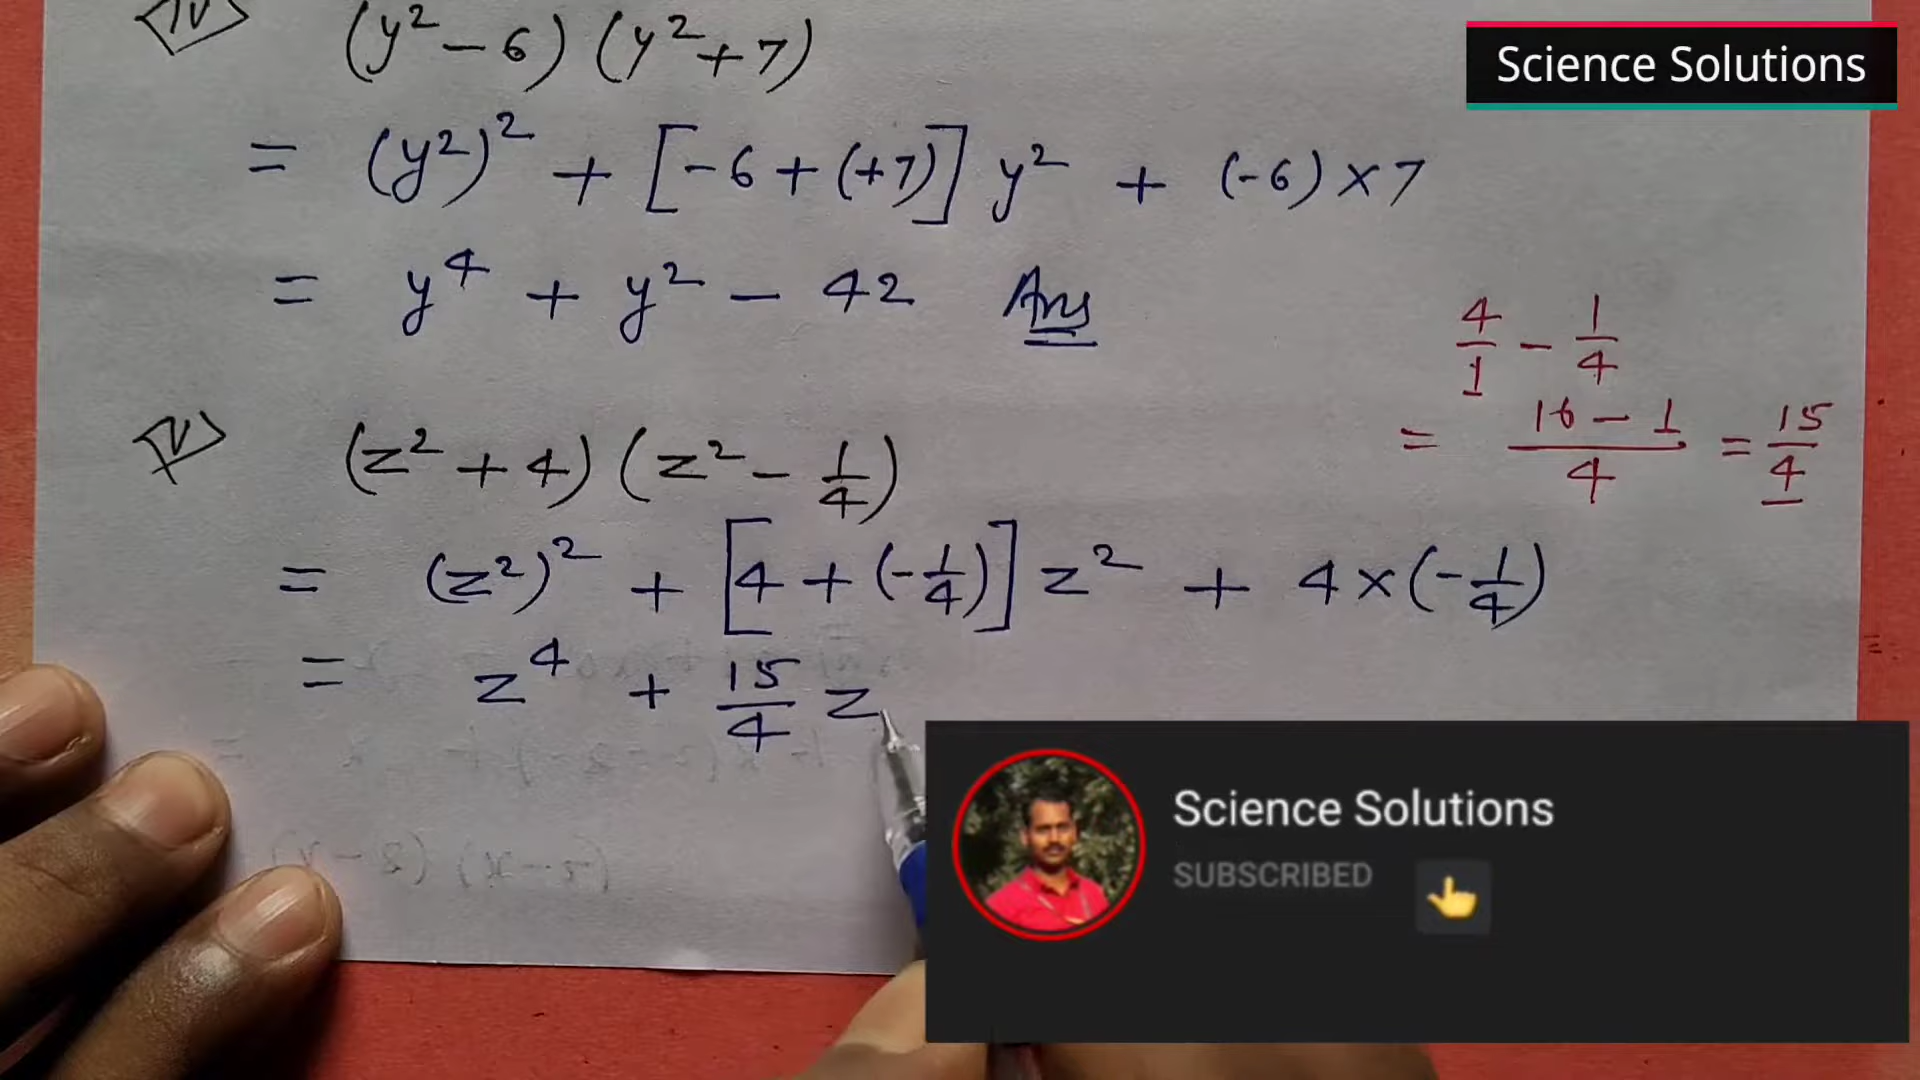 IV (y² - 6) (y² + 7)
= (y²)² + [-6 + (+7)] y² + (-6) × 7
= y⁴ + y² - 42 Ans
V (z² + 4) (z² - 1/4)
= (z²)² + [4 + (-1/4)] z² + 4 × (-1/4)
= z⁴ + 15/4 z
4/1 - 1/4
= 16 - 1/4 = 15/4
(x - 8) (x - 5)
Science Solutions
Science Solutions
SUBSCRIBED